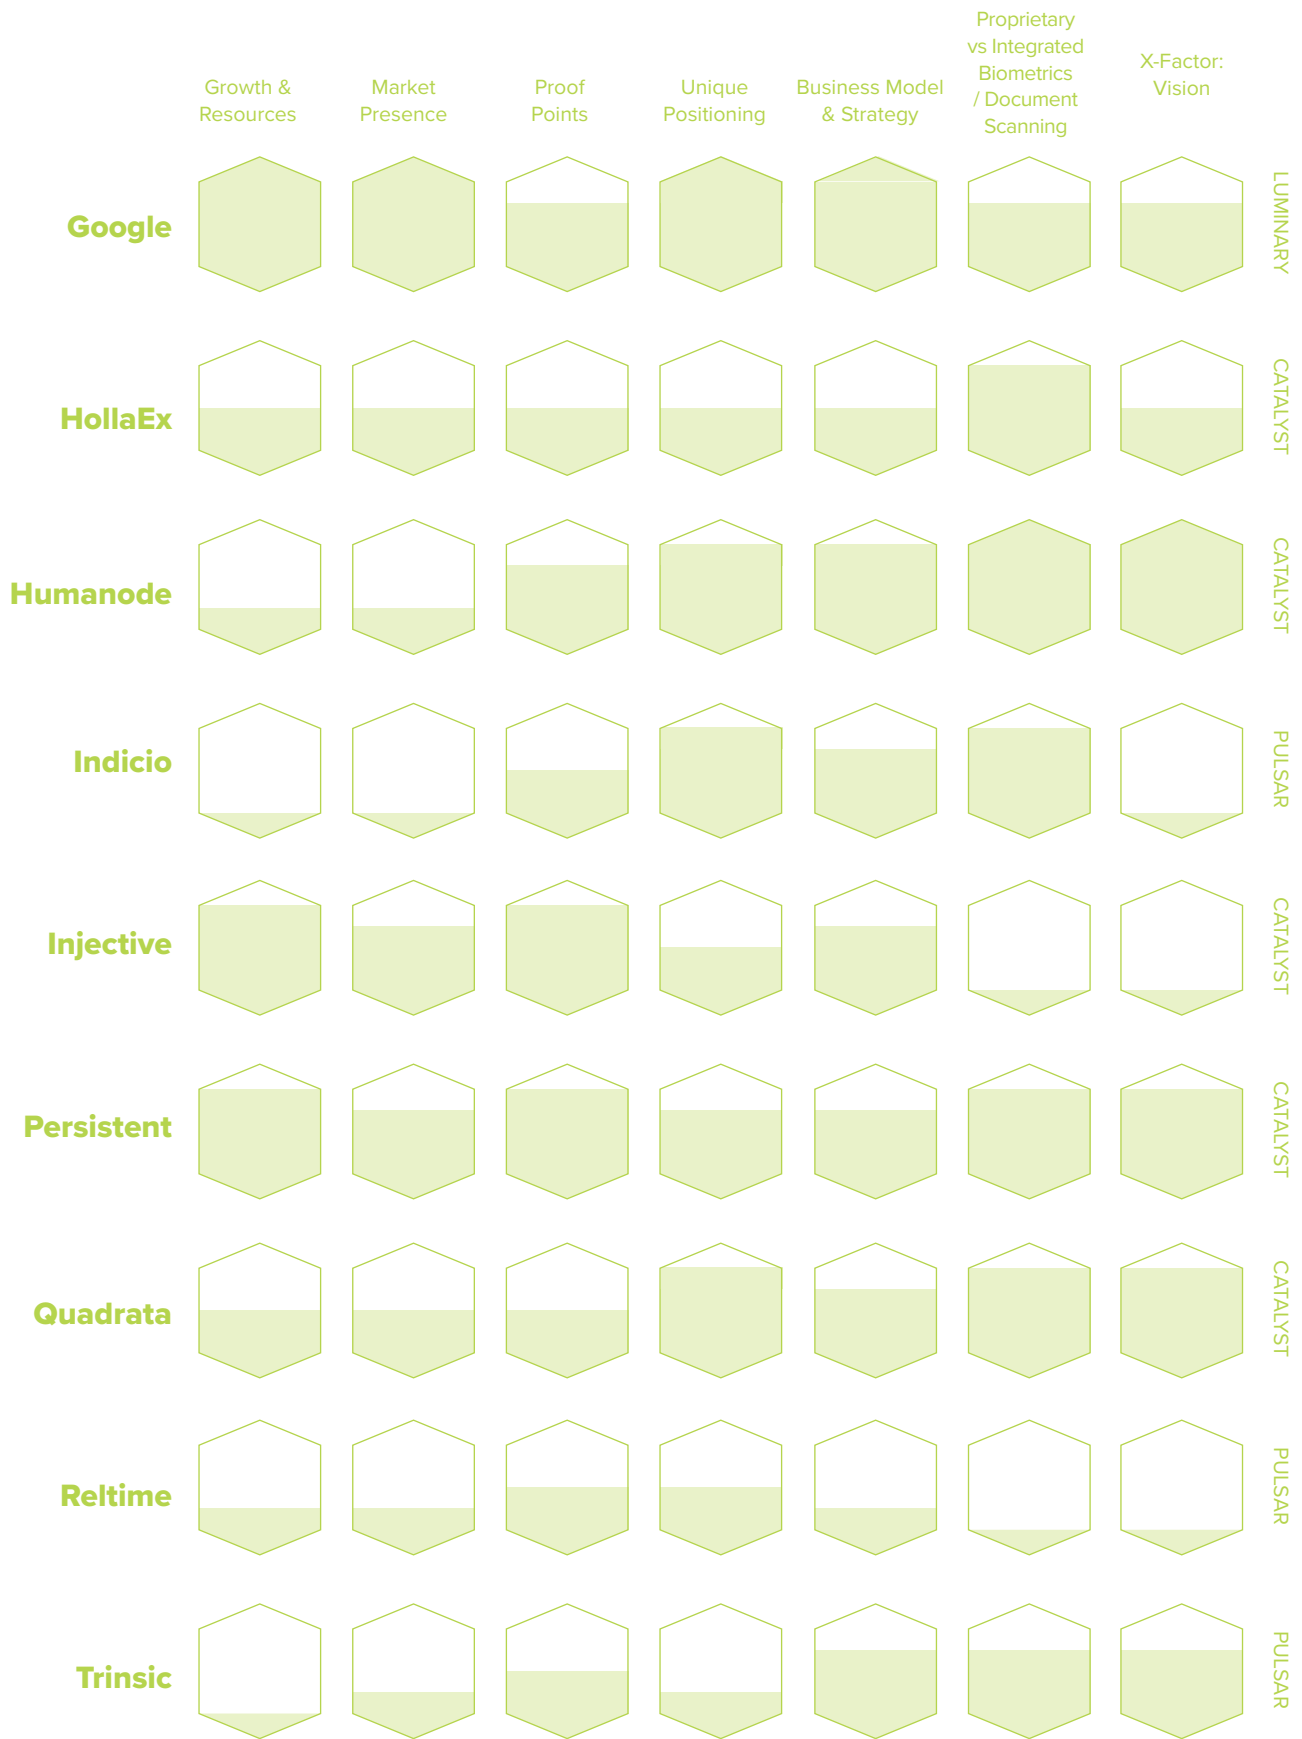 Growth &
Resources
Market
Presence
Proof
Points
Unique
Positioning
Business Model
& Strategy
Proprietary
vs Integrated
Biometrics
/ Document
Scanning
X-Factor:
Vision
Google
LUMINARY
HollaEx
CATALYST
Humanode
CATALYST
Indicio
PULSAR
Injective
CATALYST
Persistent
CATALYST
Quadrata
CATALYST
Reltime
PULSAR
Trinsic
PULSAR